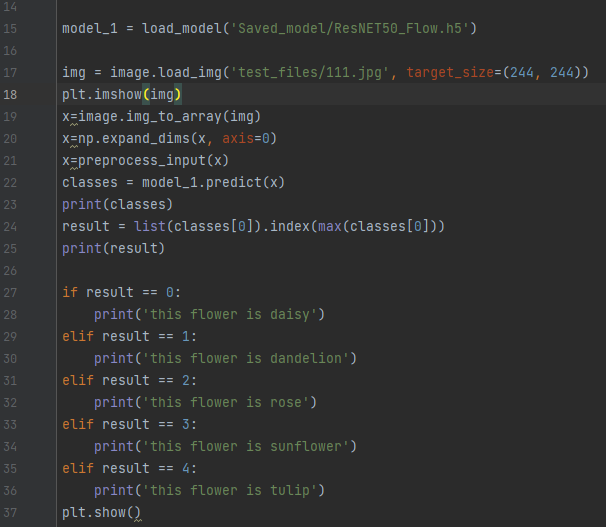 14
15 model_1 = load_model('Saved_model/ResNET50_Flow.h5')
16
17 img = image.load_img('test_files/111.jpg', target_size=(244, 244))
18 plt.imshow(img)
19 x=image.img_to_array(img)
20 x=np.expand_dims(x, axis=0)
21 x=preprocess_input(x)
22 classes = model_1.predict(x)
23 print(classes)
24 result = list(classes[0]).index(max(classes[0]))
25 print(result)
26
27 if result == 0:
28     print('this flower is daisy')
29 elif result == 1:
30     print('this flower is dandelion')
31 elif result == 2:
32     print('this flower is rose')
33 elif result == 3:
34     print('this flower is sunflower')
35 elif result == 4:
36     print('this flower is tulip')
37 plt.show()